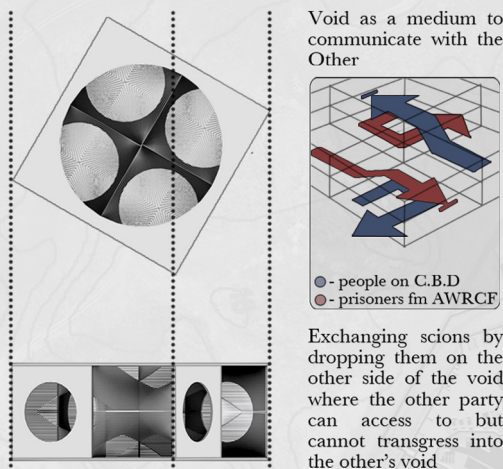 Void as a medium to
communicate with the
Other
- people on C.B.D
- prisoners fm AWRCF
Exchanging scions by
dropping them on the
other side of the void
where the other party
can access to but
cannot transgress into
the other's void